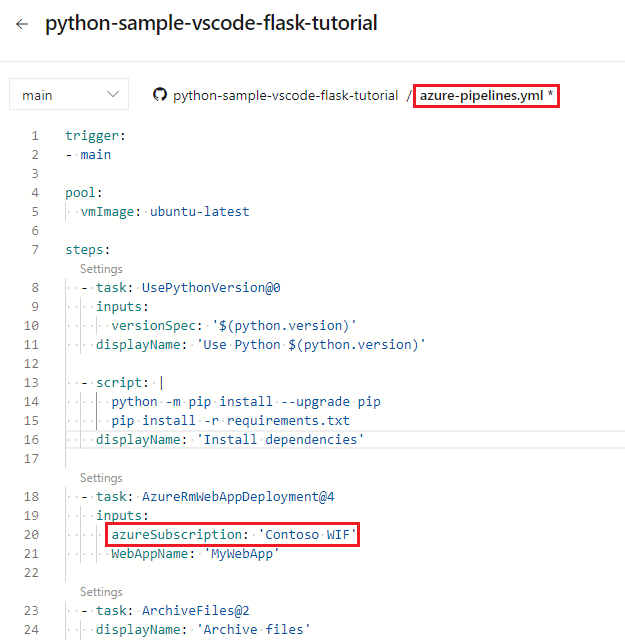 python-sample-vscode-flask-tutorial
main
python-sample-vscode-flask-tutorial / azure-pipelines.yml *
1 trigger:
2 - main
3
4 pool:
5   vmImage: ubuntu-latest
6
7 steps:
Settings
8   - task: UsePythonVersion@0
9     inputs:
10       versionSpec: '$(python.version)'
11     displayName: 'Use Python $(python.version)'
12
13   - script: |
14       python -m pip install --upgrade pip
15       pip install -r requirements.txt
16     displayName: 'Install dependencies'
17
Settings
18   - task: AzureRmWebAppDeployment@4
19     inputs:
20       azureSubscription: 'Contoso WIF'
21       WebAppName: 'MyWebApp'
22
Settings
23   - task: ArchiveFiles@2
24     displayName: 'Archive files'